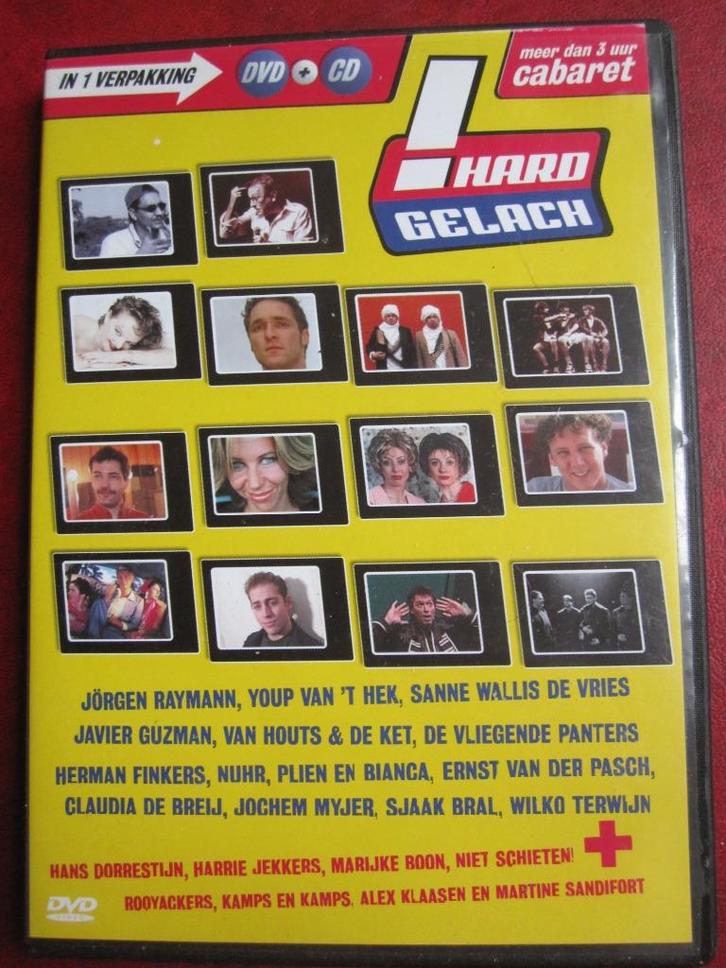 IN 1 VERPAKKING
DVD + CD
meer dan 3 uur
cabaret
! HARD
GELACH
JÖRGEN RAYMANN, YOUP VAN 'T HEK, SANNE WALLIS DE VRIES
JAVIER GUZMAN, VAN HOUTS & DE KET, DE VLIEGENDE PANTERS
HERMAN FINKERS, NUHR, PLIEN EN BIANCA, ERNST VAN DER PASCH,
CLAUDIA DE BREIJ, JOCHEM MYJER, SJAAK BRAL, WILKO TERWIJN
HANS DORRESTIJN, HARRIE JEKKERS, MARIJKE BOON, NIET SCHIETEN! +
ROOYACKERS, KAMPS EN KAMPS, ALEX KLAASEN EN MARTINE SANDIFORT
DVD
VIDEO